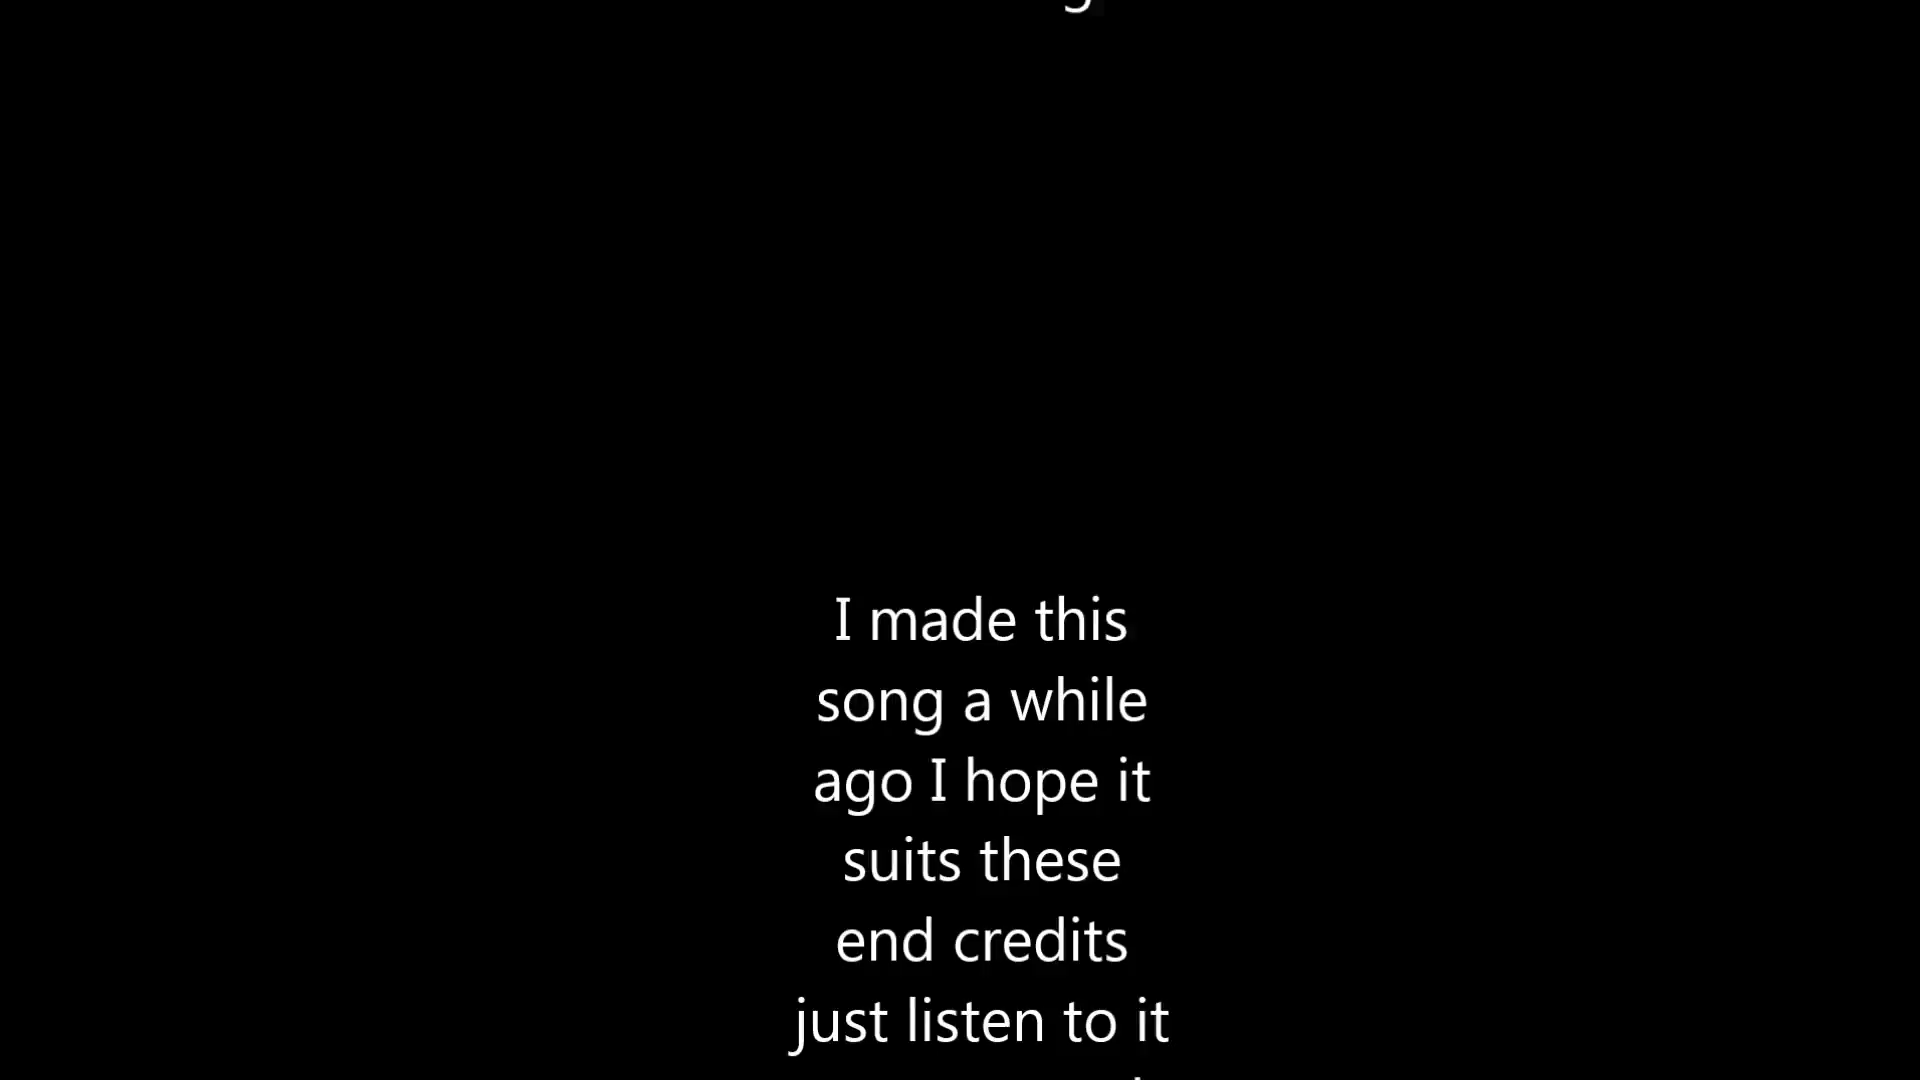 I made this
song a while
ago I hope it
suits these
end credits
just listen to it